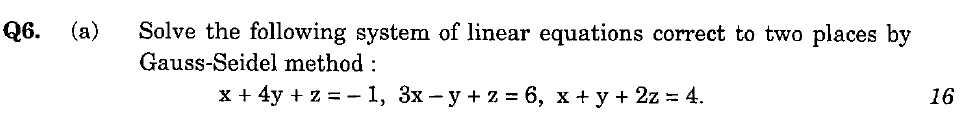 Q6. (a) Solve the following system of linear equations correct to two places by
Gauss-Seidel method :
x + 4y + z = – 1, 3x – y + z = 6, x + y + 2z = 4. 16